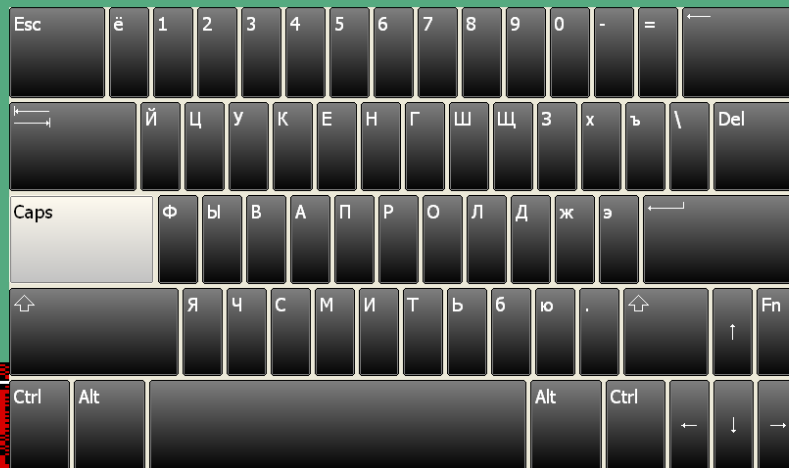 Esc ё 1 2 3 4 5 6 7 8 9 0 - =
Й Ц У К Е Н Г Ш Щ З х ъ \ Del
Caps Ф Ы В А П Р О Л Д ж э
Я Ч С М И Т Ь б ю . Fn
Ctrl Alt Alt Ctrl